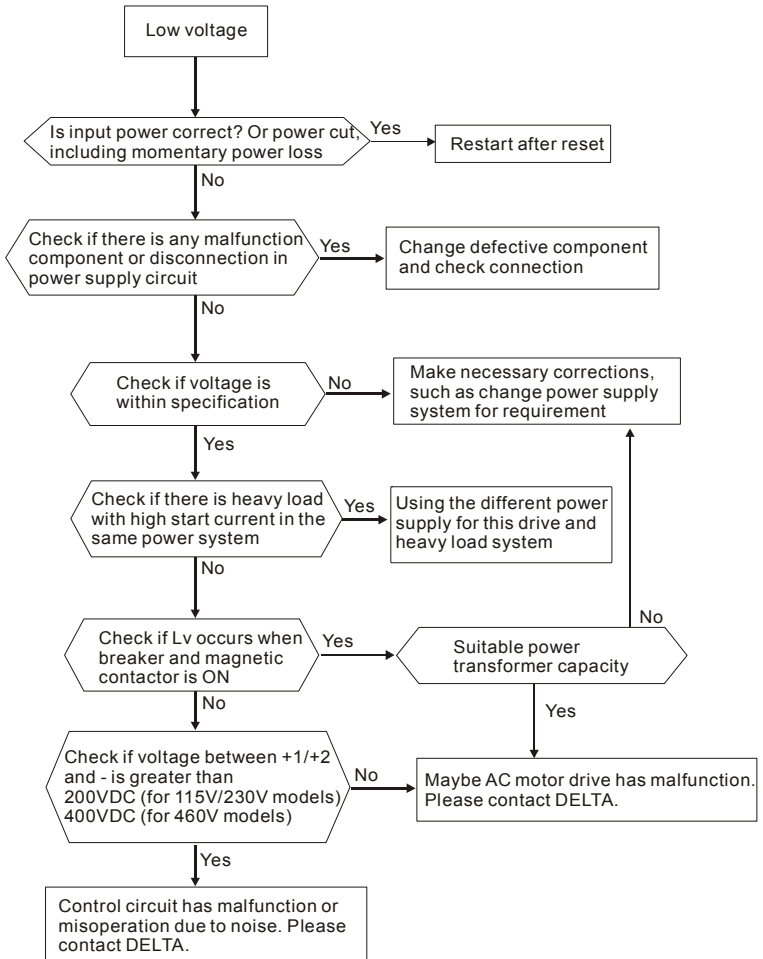 Low voltage
Is input power correct? Or power cut,
including momentary power loss
Yes
Restart after reset
No
Check if there is any malfunction
component or disconnection in
power supply circuit
Yes
Change defective component
and check connection
No
Check if voltage is
within specification
No
Make necessary corrections,
such as change power supply
system for requirement
Yes
Check if there is heavy load
with high start current in the
same power system
Yes
Using the different power
supply for this drive and
heavy load system
No
Check if Lv occurs when
breaker and magnetic
contactor is ON
Yes
Suitable power
transformer capacity
No
Yes
No
Check if voltage between +1/+2
and - is greater than
200VDC (for 115V/230V models)
400VDC (for 460V models)
No
Maybe AC motor drive has malfunction.
Please contact DELTA.
Yes
Control circuit has malfunction or
misoperation due to noise. Please
contact DELTA.